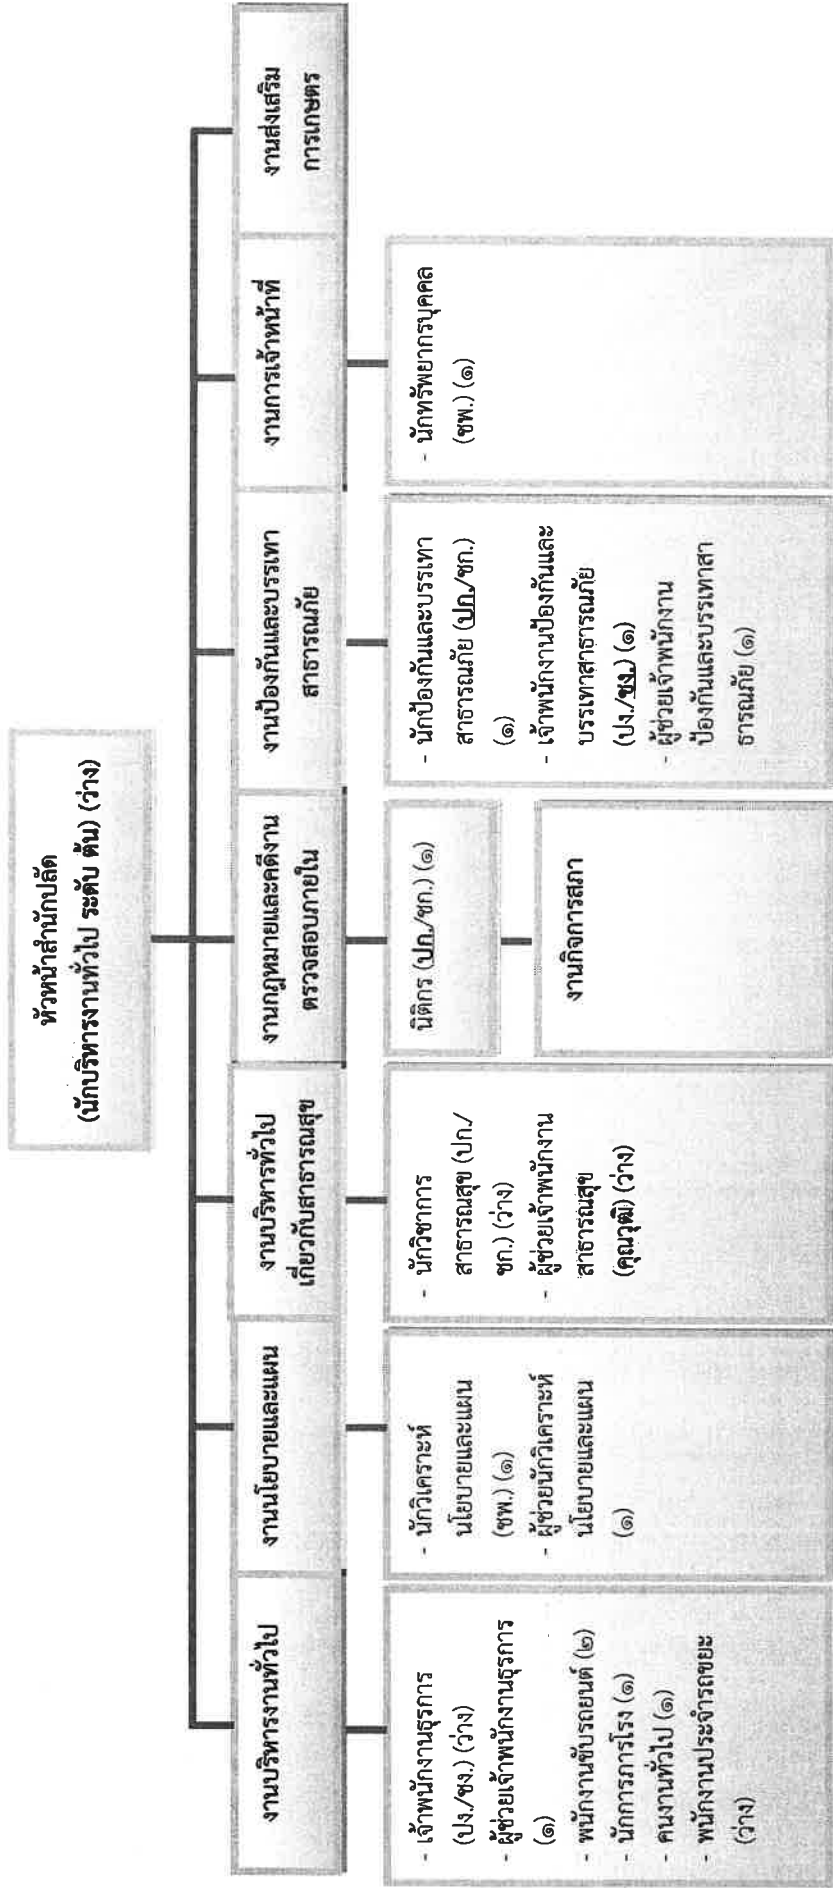 หัวหน้าสำนักปลัด
(นักบริหารงานทั่วไป ระดับ ต้น) (ว่าง)
งานบริหารงานทั่วไป
งานนโยบายและแผน
งานบริหารทั่วไป
เกี่ยวกับสาธารณสุข
งานกฎหมายและคดีงาน
ตรวจสอบภายใน
งานป้องกันและบรรเทา
สาธารณภัย
งานการเจ้าหน้าที่
งานส่งเสริม
การเกษตร
- เจ้าพนักงานธุรการ
(ปง./ชง.) (ว่าง)
- ผู้ช่วยเจ้าพนักงานธุรการ
(๑)
- พนักงานขับรถยนต์ (๒)
- นักการภารโรง (๑)
- คนงานทั่วไป (๑)
- พนักงานประจำรถขยะ
(ว่าง)
- นักวิเคราะห์
นโยบายและแผน
(ชพ.) (๑)
- ผู้ช่วยนักวิเคราะห์
นโยบายและแผน
(๑)
- นักวิชาการ
สาธารณสุข (ปก./
ชก.) (ว่าง)
- ผู้ช่วยเจ้าพนักงาน
สาธารณสุข
(คุณวุฒิ) (ว่าง)
นิติกร (ปก./ชก.) (๑)
งานกิจการสภา
- นักป้องกันและบรรเทา
สาธารณภัย (ปก./ชก.)
(๑)
- เจ้าพนักงานป้องกันและ
บรรเทาสาธารณภัย
(ปง./ชง.) (๑)
- ผู้ช่วยเจ้าพนักงาน
ป้องกันและบรรเทาสา
ธารณภัย (๑)
- นักทรัพยากรบุคคล
(ชพ.) (๑)